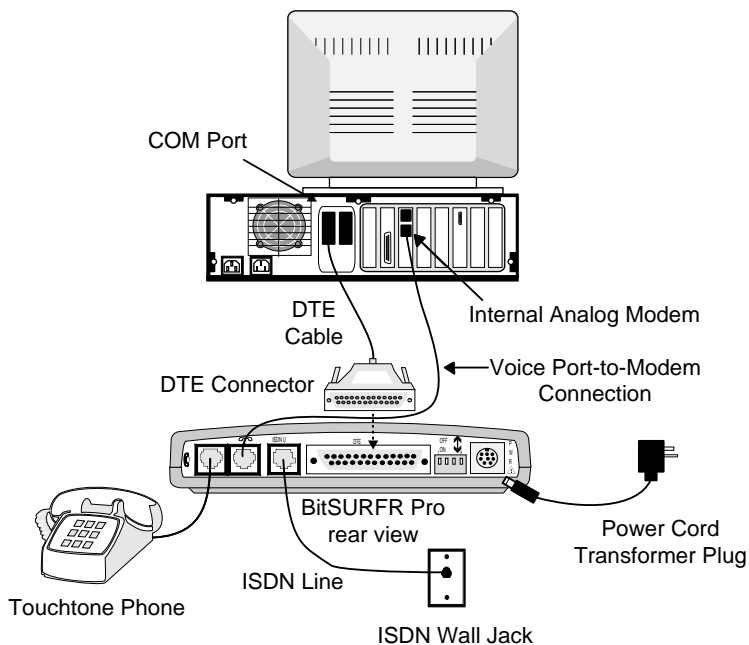 COM Port
DTE
Cable
Internal Analog Modem
Voice Port-to-Modem
Connection
DTE Connector
ISDN U
DTE
OFF
ON
P
W
R
BitSURFR Pro
rear view
Power Cord
Transformer Plug
ISDN Line
Touchtone Phone
ISDN Wall Jack